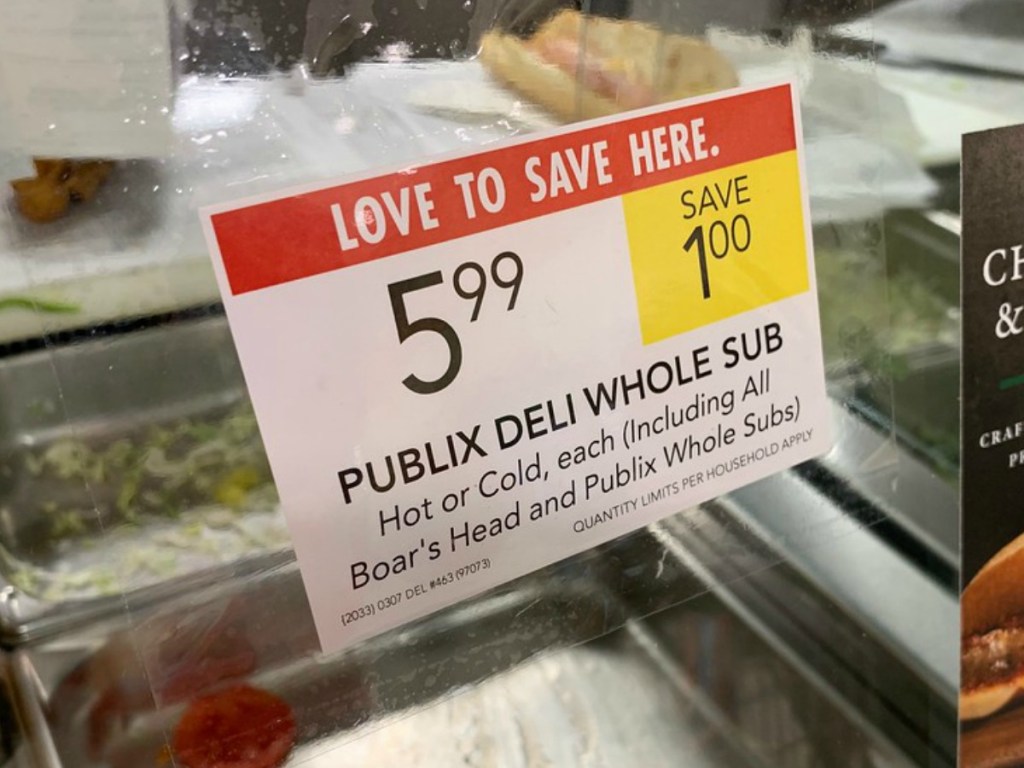 LOVE TO SAVE HERE.
5.99
SAVE
1.00
PUBLIX DELI WHOLE SUB
Hot or Cold, each (Including All
Boar's Head and Publix Whole Subs)
QUANTITY LIMITS PER HOUSEHOLD APPLY
(2033) 0307 DEL #463 (97073)
&